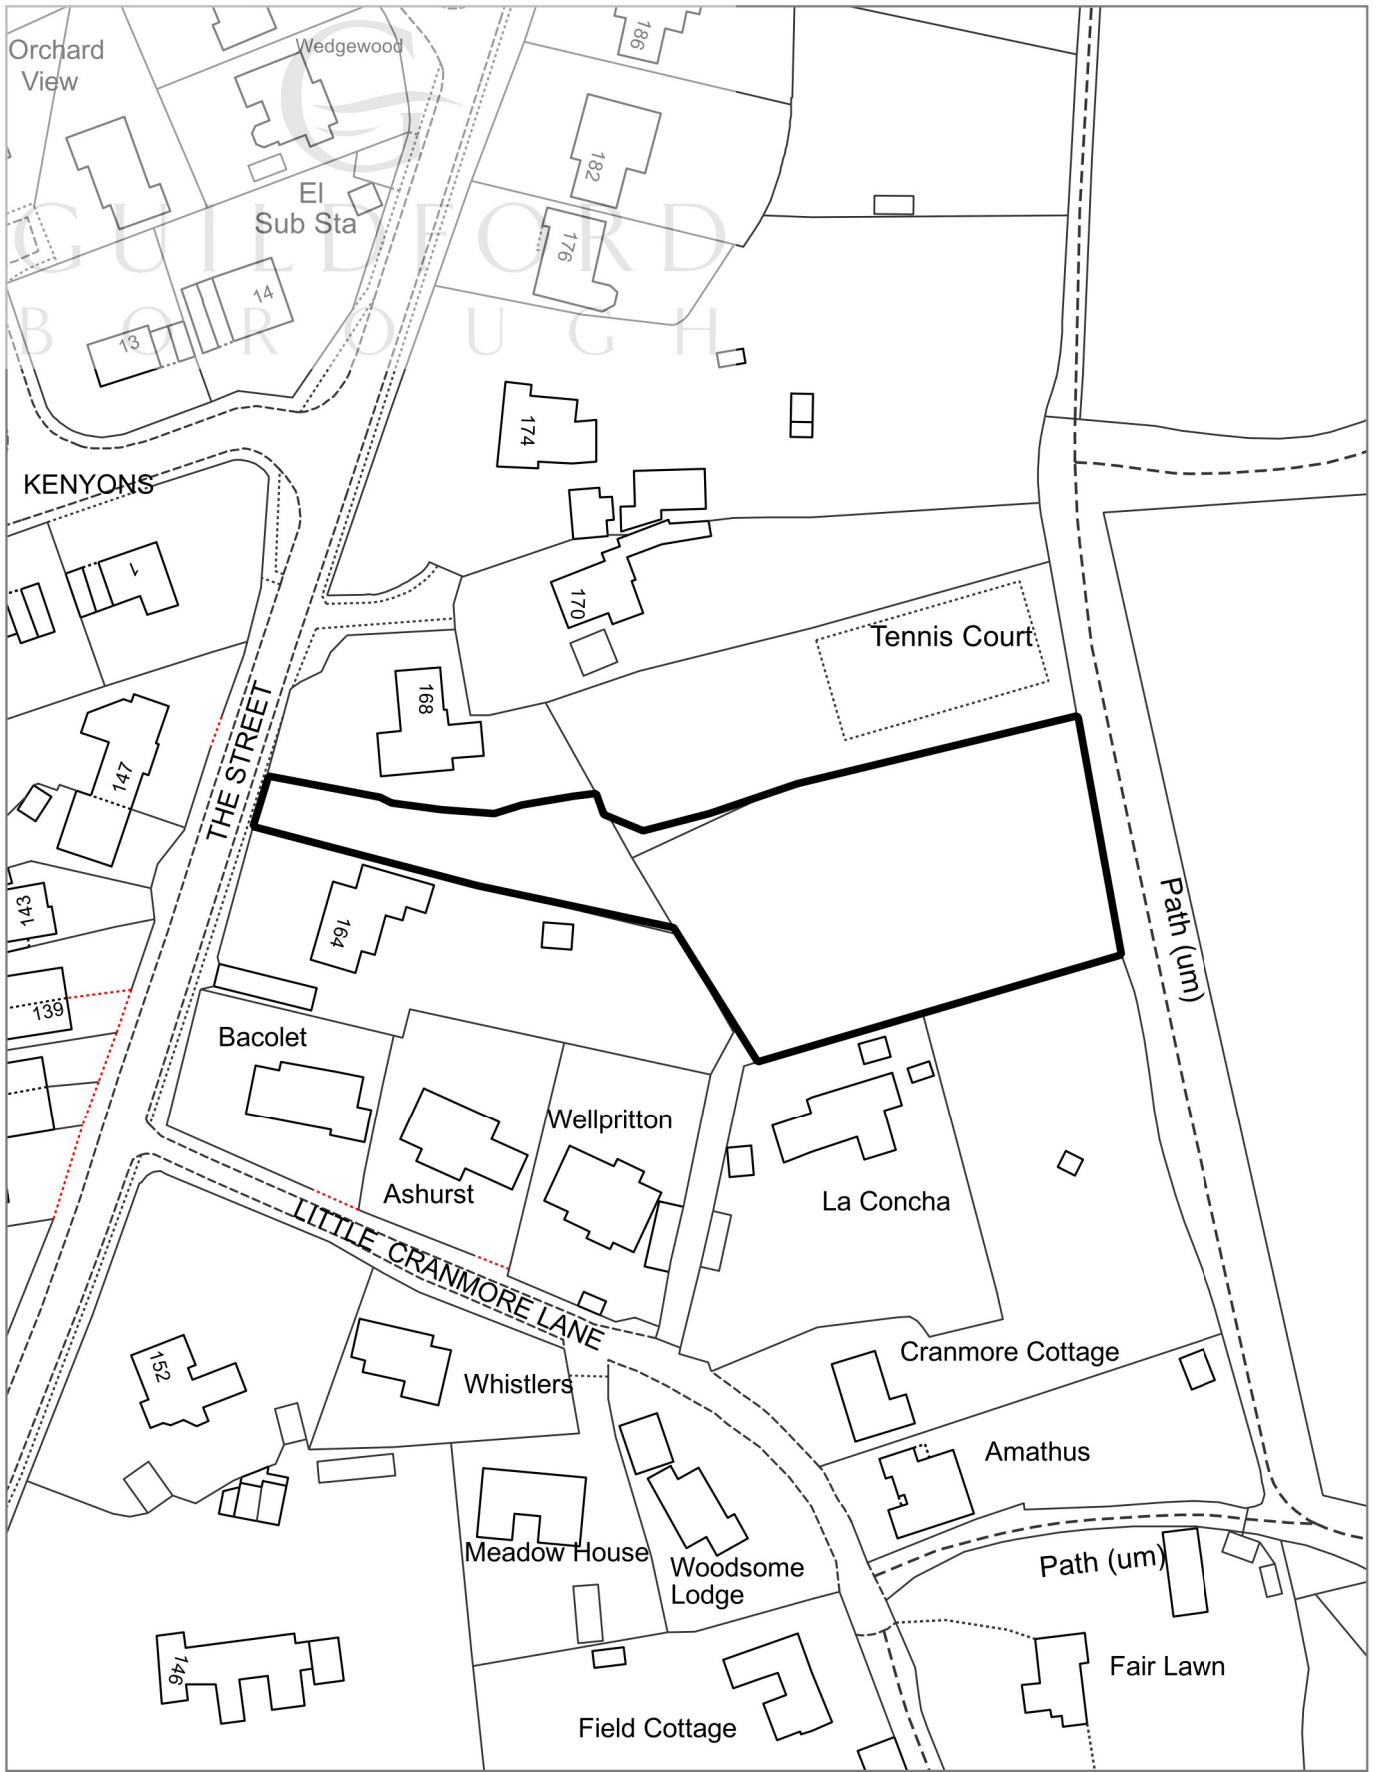 Orchard
View
Wedgewood
186
182
El
Sub Sta
GUILDFORD
BOROUGH
176
14
13
174
KENYONS
1
170
Tennis Court
168
THE STREET
147
143
164
Path (um)
139
Bacolet
Wellpritton
Ashurst
La Concha
LITTLE CRANMORE LANE
152
Whistlers
Cranmore Cottage
Amathus
Meadow House
Woodsome
Lodge
Path (um)
146
Fair Lawn
Field Cottage